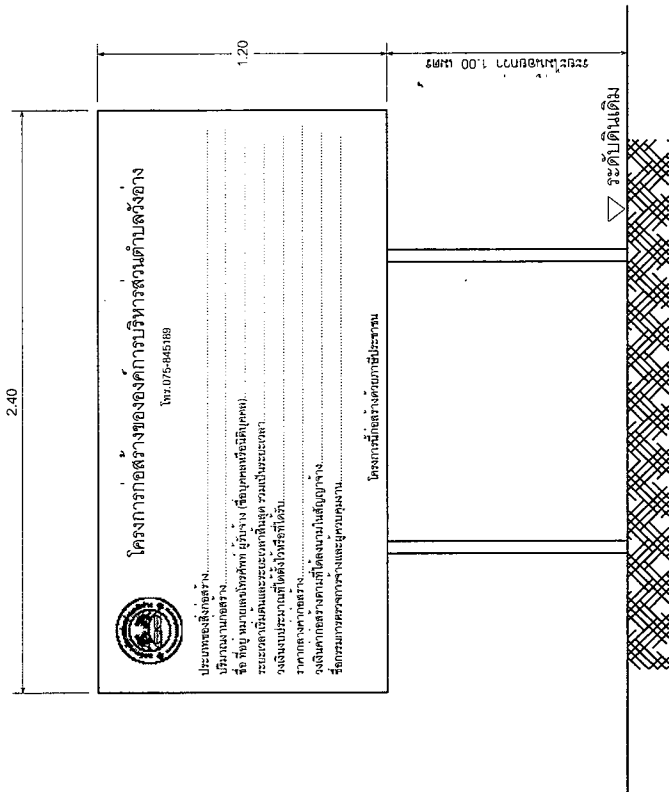 2.40
1.20
โครงการก่อสร้างขององค์การบริหารส่วนตำบลวังอ่าง
โทร.075-845189
ประเภทของสิ่งก่อสร้าง
ปริมาณงานก่อสร้าง
ชื่อ ที่อยู่ หมายเลขโทรศัพท์ ผู้รับจ้าง (ชื่อบุคคลหรือนิติบุคคล)
ระยะเวลาเริ่มต้นและระยะเวลาสิ้นสุด รวมเป็นระยะเวลา
วงเงินงบประมาณที่ได้ตั้งไว้หรือที่ได้รับ
ราคากลางค่าก่อสร้าง
วงเงินค่าก่อสร้างตามที่ได้ลงนามในสัญญาจ้าง
ชื่อกรรมการตรวจการจ้างและผู้ควบคุมงาน
โครงการนี้ก่อสร้างด้วยภาษีประชาชน
ระยะไม่น้อยกว่า 1.00 เมตร
ระดับดินเดิม